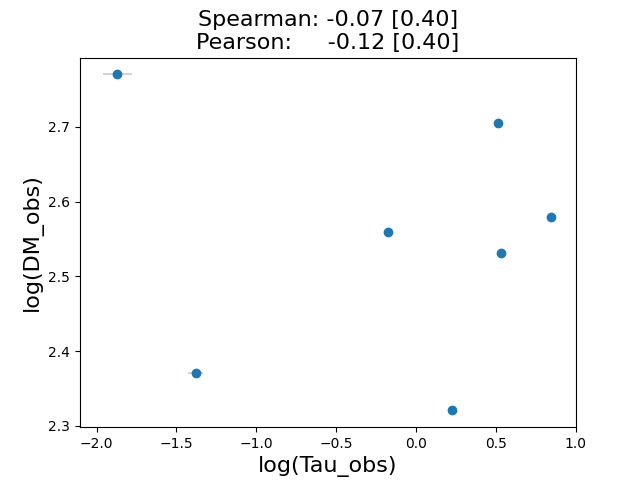 Spearman: -0.07 [0.40]
Pearson: -0.12 [0.40]
log(DM_obs)
2.7
2.6
2.5
2.4
2.3
−2.0 −1.5 −1.0 −0.5 0.0 0.5 1.0
log(Tau_obs)